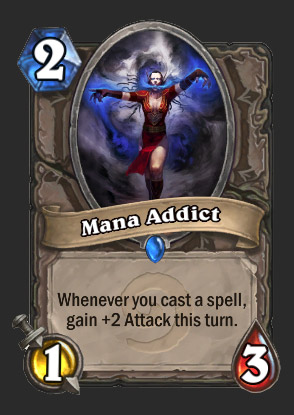 2
Mana Addict
Whenever you cast a spell,
gain +2 Attack this turn.
1
3